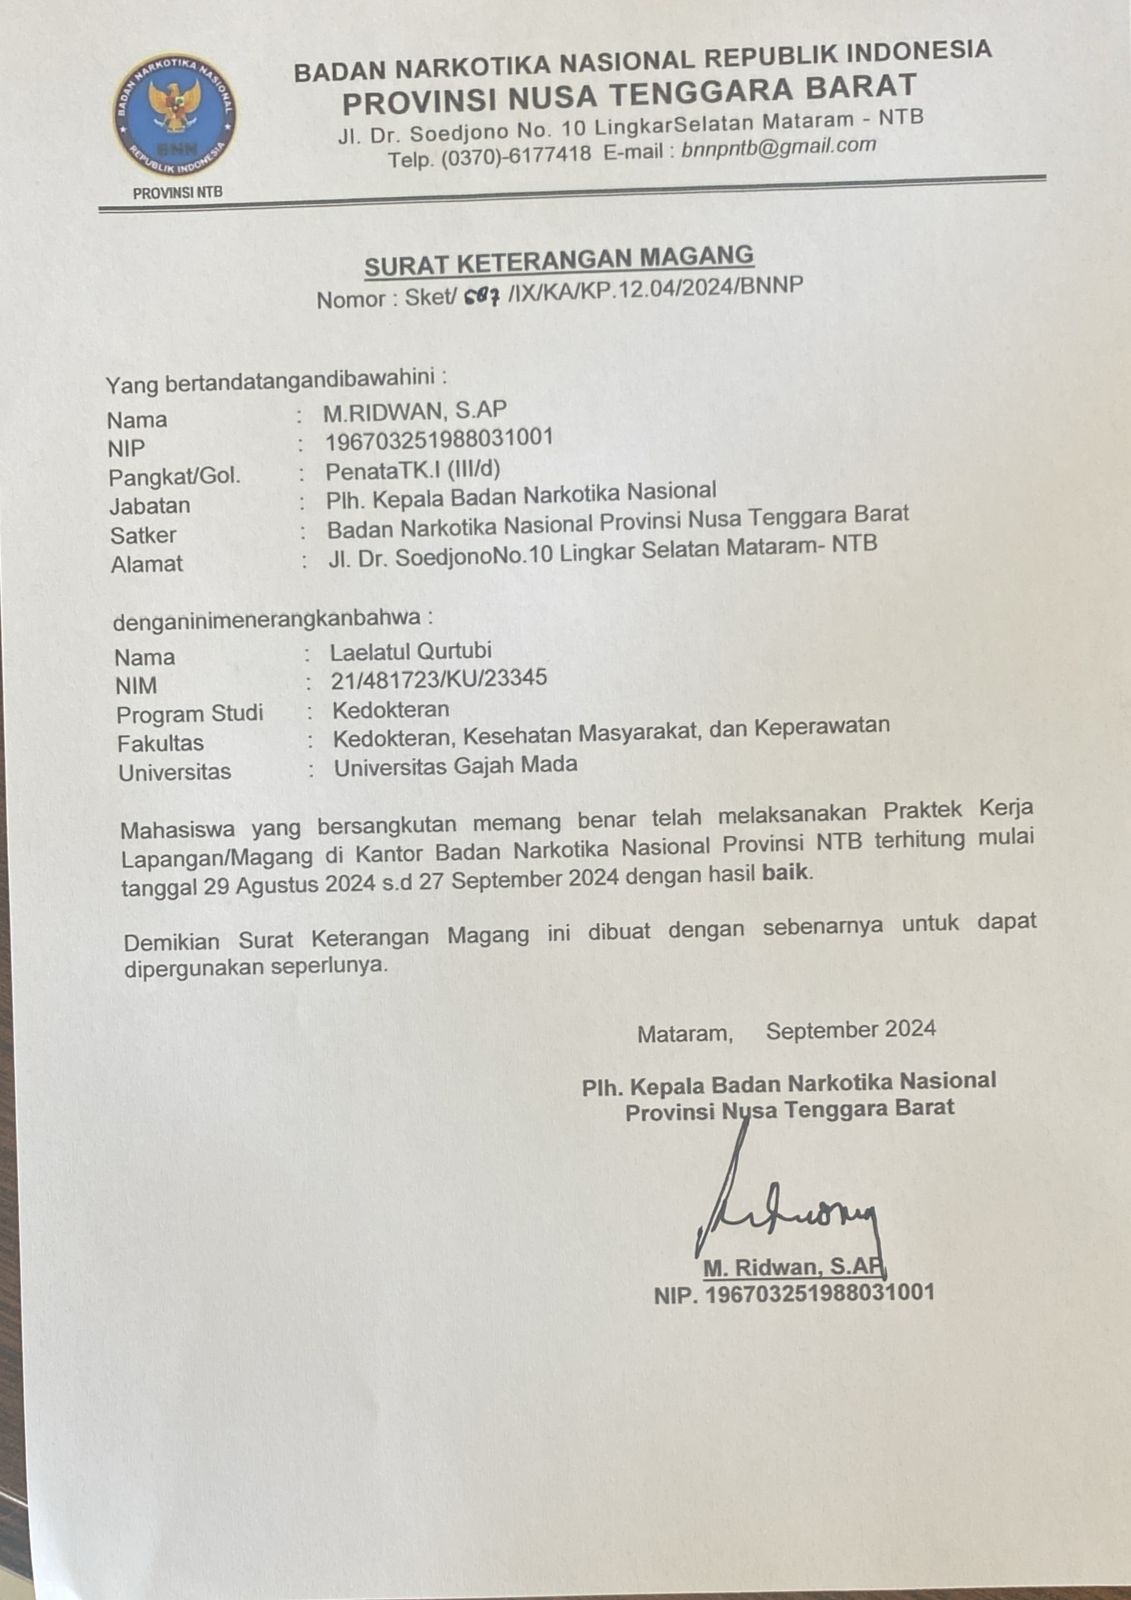 BADAN NARKOTIKA NASIONAL
BNN
REPUBLIK INDONESIA
PROVINSI NTB
BADAN NARKOTIKA NASIONAL REPUBLIK INDONESIA
PROVINSI NUSA TENGGARA BARAT
Jl. Dr. Soedjono No. 10 LingkarSelatan Mataram - NTB
Telp. (0370)-6177418 E-mail : bnnpntb@gmail.com
SURAT KETERANGAN MAGANG
Nomor : Sket/ /IX/KA/KP.12.04/2024/BNNP
Yang bertandatangandibawahini :
Nama : M.RIDWAN, S.AP
NIP : 196703251988031001
Pangkat/Gol. : PenataTK.I (III/d)
Jabatan : Plh. Kepala Badan Narkotika Nasional
Satker : Badan Narkotika Nasional Provinsi Nusa Tenggara Barat
Alamat : Jl. Dr. SoedjonoNo.10 Lingkar Selatan Mataram- NTB
denganinimenerangkanbahwa :
Nama : Laelatul Qurtubi
NIM : 21/481723/KU/23345
Program Studi : Kedokteran
Fakultas : Kedokteran, Kesehatan Masyarakat, dan Keperawatan
Universitas : Universitas Gajah Mada
Mahasiswa yang bersangkutan memang benar telah melaksanakan Praktek Kerja
Lapangan/Magang di Kantor Badan Narkotika Nasional Provinsi NTB terhitung mulai
tanggal 29 Agustus 2024 s.d 27 September 2024 dengan hasil baik.
Demikian Surat Keterangan Magang ini dibuat dengan sebenarnya untuk dapat
dipergunakan seperlunya.
Mataram, September 2024
Plh. Kepala Badan Narkotika Nasional
Provinsi Nusa Tenggara Barat
M. Ridwan, S.AP
NIP. 196703251988031001